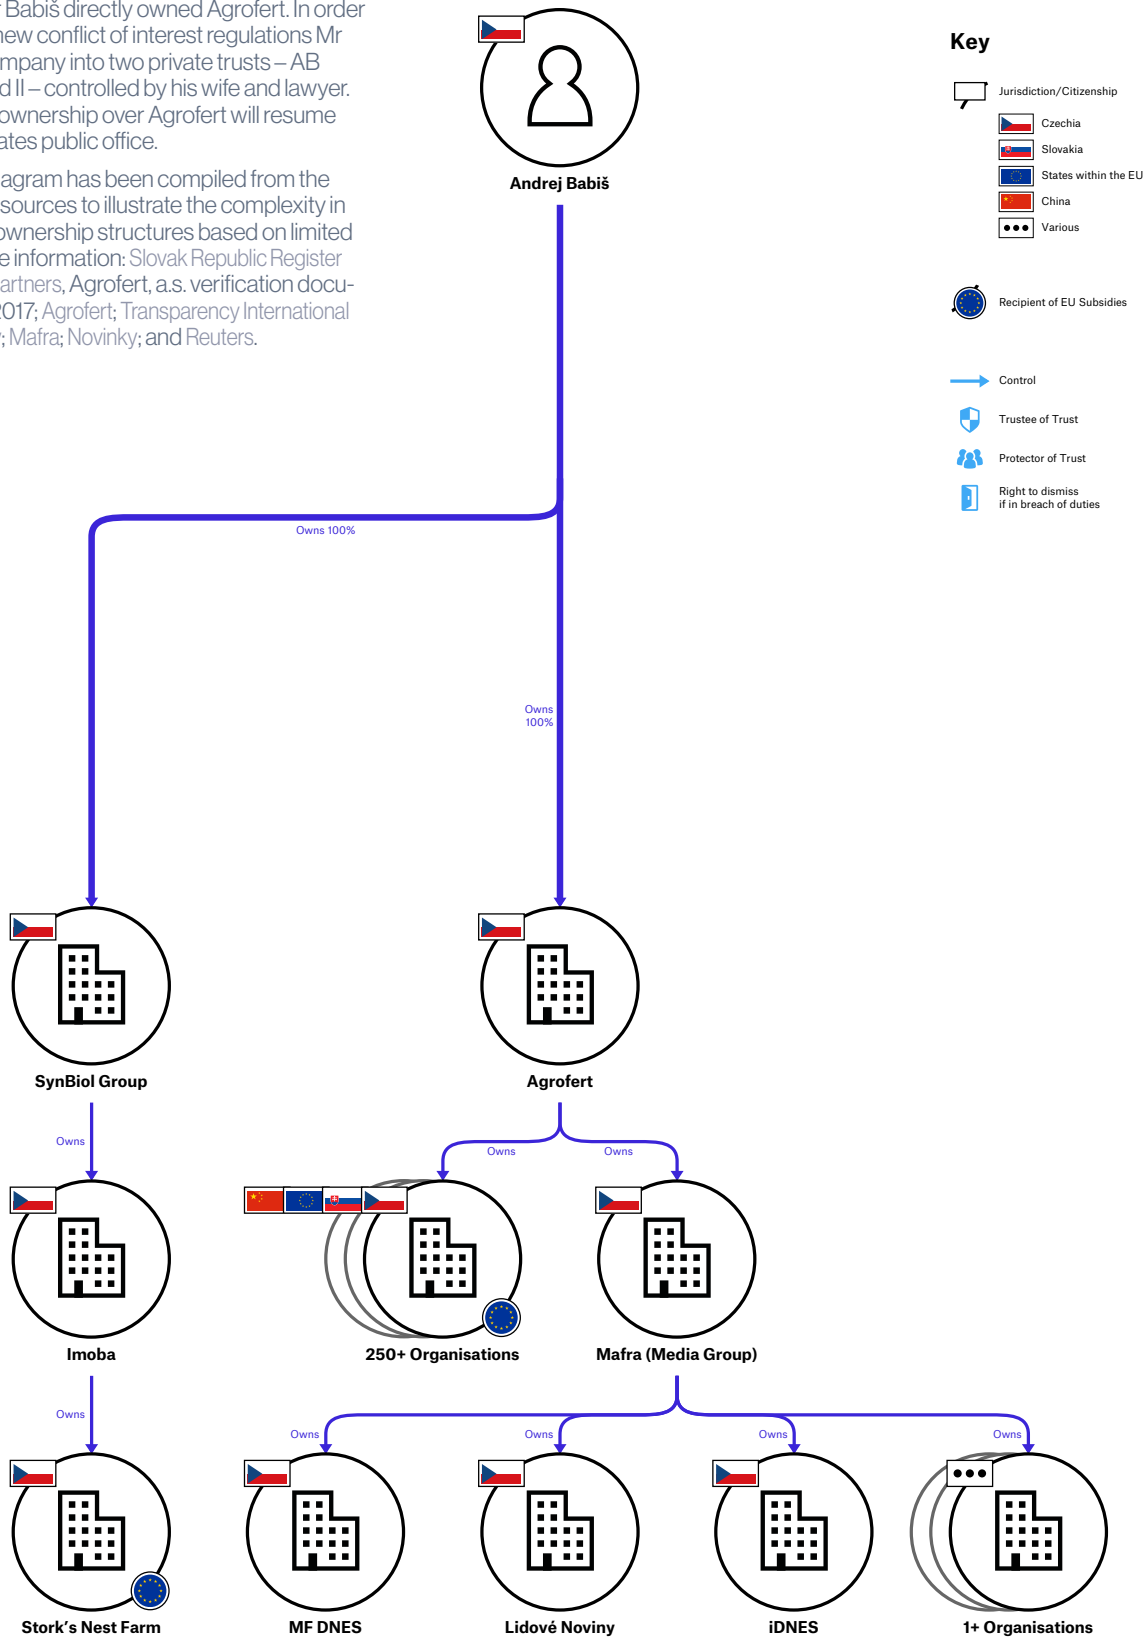 r Babiš directly owned Agrofert. In order
new conflict of interest regulations Mr
mpany into two private trusts – AB
d II – controlled by his wife and lawyer.
ownership over Agrofert will resume
ates public office.
agram has been compiled from the
sources to illustrate the complexity in
ownership structures based on limited
e information: Slovak Republic Register
artners, Agrofert, a.s. verification docu-
2017; Agrofert; Transparency International
; Mafra; Novinky; and Reuters.
Andrej Babiš
Key
Jurisdiction/Citizenship
Czechia
Slovakia
States within the EU
China
Various
Recipient of EU Subsidies
Control
Trustee of Trust
Protector of Trust
Right to dismiss
if in breach of duties
Owns 100%
Owns
100%
SynBiol Group
Agrofert
Owns
Owns
Owns
Imoba
250+ Organisations
Mafra (Media Group)
Owns
Owns
Owns
Owns
Owns
Stork's Nest Farm
MF DNES
Lidové Noviny
iDNES
1+ Organisations